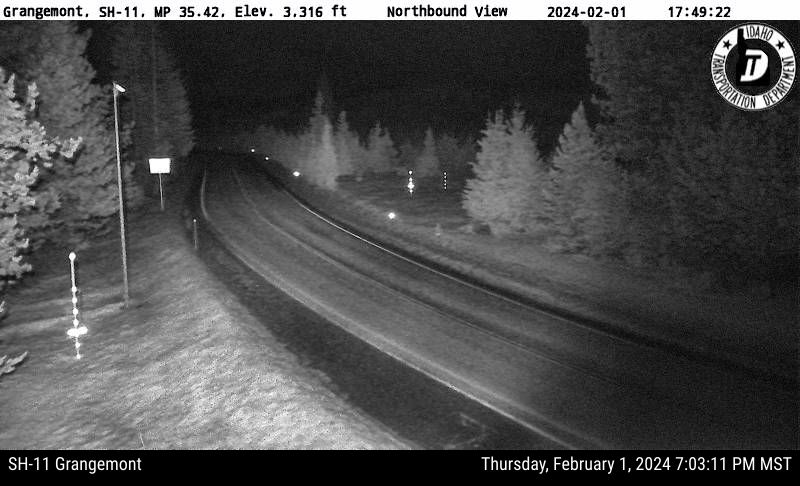 Grangemont, SH-11, MP 35.42, Elev. 3,316 ft Northbound View 2024-02-01 17:49:22
IDAHO
TRANSPORTATION DEPARTMENT
SH-11 Grangemont Thursday, February 1, 2024 7:03:11 PM MST